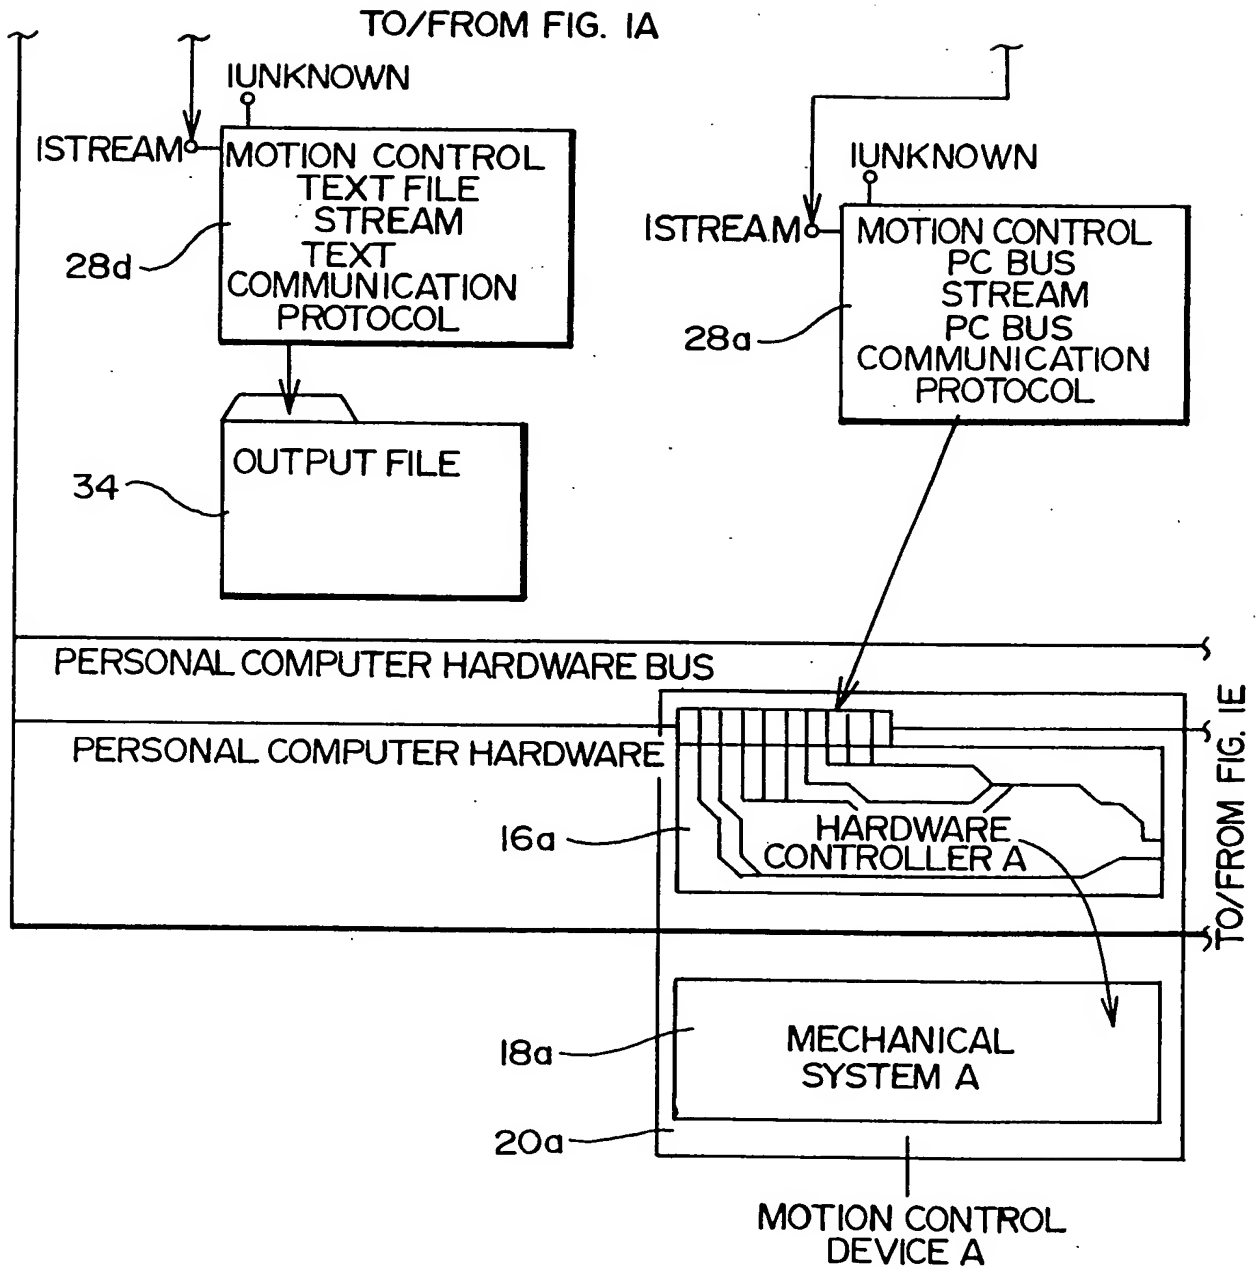 TO/FROM FIG. 1A
IUNKNOWN
ISTREAM
MOTION CONTROL
TEXT FILE
STREAM
TEXT
COMMUNICATION
PROTOCOL
28d
OUTPUT FILE
34
IUNKNOWN
ISTREAM
MOTION CONTROL
PC BUS
STREAM
PC BUS
COMMUNICATION
PROTOCOL
28a
PERSONAL COMPUTER HARDWARE BUS
PERSONAL COMPUTER HARDWARE
16a
HARDWARE
CONTROLLER A
TO/FROM FIG. 1E
18a
MECHANICAL
SYSTEM A
20a
MOTION CONTROL
DEVICE A